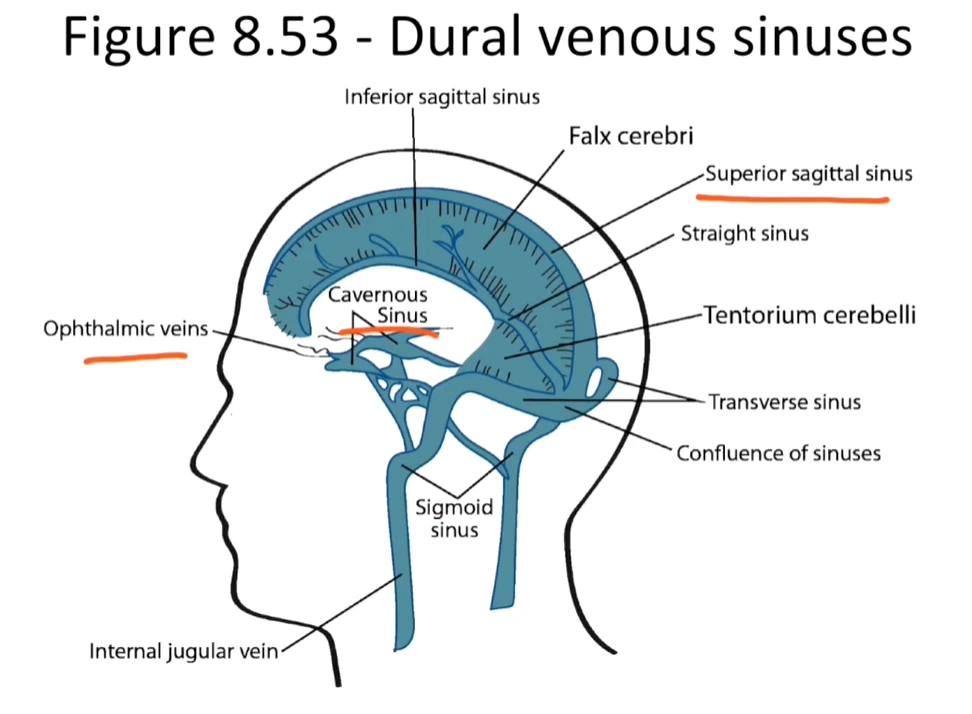 Figure 8.53 - Dural venous sinuses
Inferior sagittal sinus
Falx cerebri
Superior sagittal sinus
Straight sinus
Cavernous
Sinus
Ophthalmic veins
Tentorium cerebelli
Transverse sinus
Confluence of sinuses
Sigmoid
sinus
Internal jugular vein